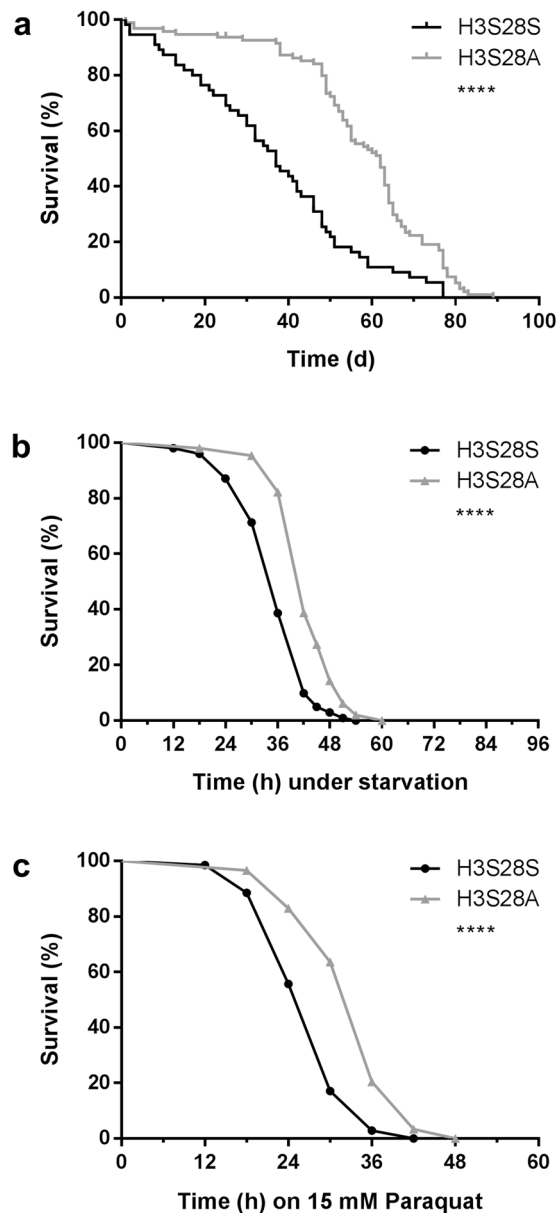 a
H3S28S
H3S28A
****
Survival (%)
100
80
60
40
20
0
0 20 40 60 80 100
Time (d)
b
H3S28S
H3S28A
****
Survival (%)
100
80
60
40
20
0
0 12 24 36 48 60 72 84 96
Time (h) under starvation
c
H3S28S
H3S28A
****
Survival (%)
100
80
60
40
20
0
0 12 24 36 48 60
Time (h) on 15 mM Paraquat